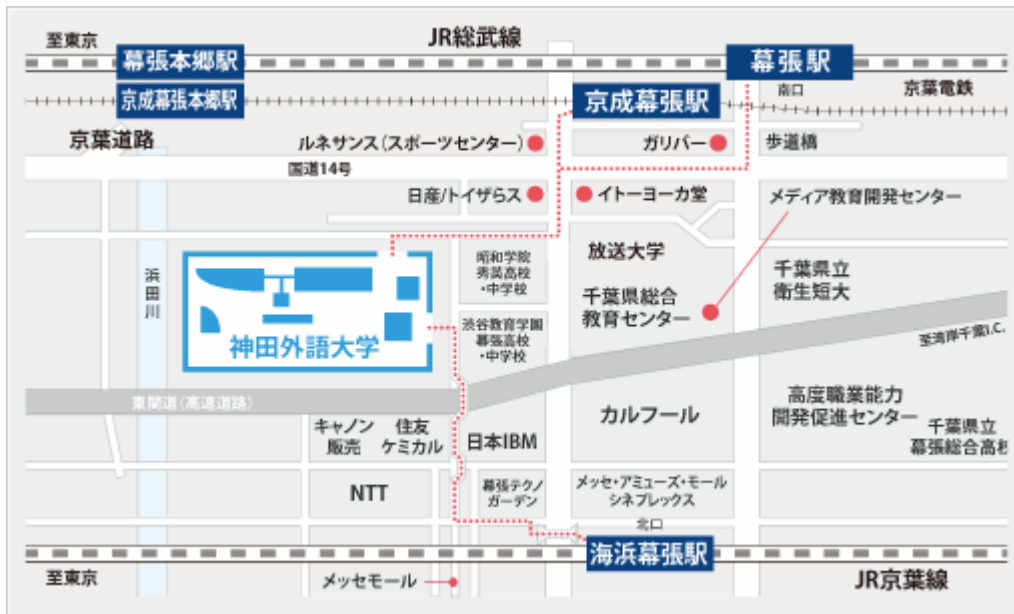 JR総武線
至東京
幕張本郷駅
幕張駅
南口
京葉電鉄
京成幕張本郷駅
京成幕張駅
京葉道路
ルネサンス(スポーツセンター)
ガリバー
歩道橋
国道14号
日産/トイザらス
イトーヨーカ堂
メディア教育開発センター
浜田川
昭和学院
秀英高校
・中学校
放送大学
千葉県総合
教育センター
千葉県立
衛生短大
神田外語大学
渋谷教育学園
幕張高校
・中学校
至湾岸千葉I.C.
東関道(高速道路)
キャノン
販売
住友
ケミカル
日本IBM
カルフール
高度職業能力
開発促進センター
千葉県立
幕張総合高校
NTT
幕張テクノ
ガーデン
メッセ・アミューズ・モール
シネプレックス
北口
海浜幕張駅
至東京
メッセモール
JR京葉線